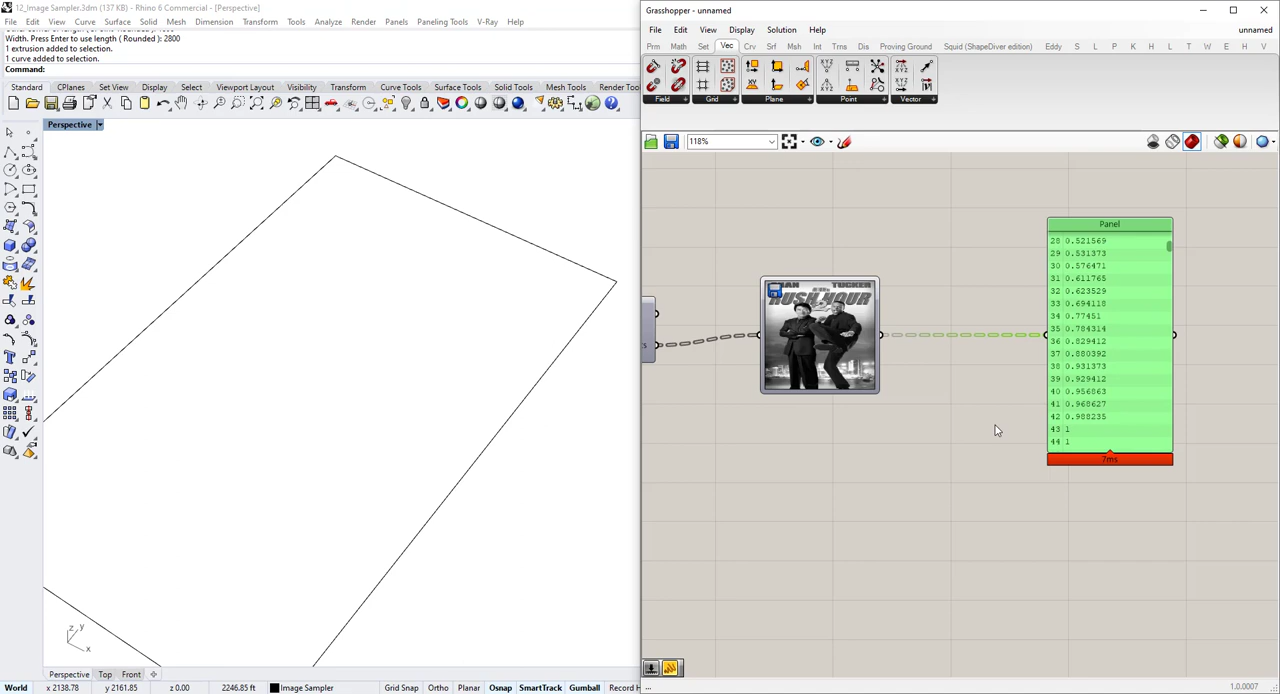 12_Image Sampler.3dm (137 KB) - Rhino 6 Commercial - [Perspective]
File Edit View Curve Surface Solid Mesh Dimension Transform Tools Analyze Render Panels Paneling Tools V-Ray Help
Width. Press Enter to use length ( Rounded ): 2800
1 extrusion added to selection.
1 curve added to selection.
Command:
Standard CPlanes Set View Display Select Viewport Layout Visibility Transform Curve Tools Surface Tools Solid Tools Mesh Tools Render Too
Perspective
z y
x
Perspective Top Front
World x 2138.78 y 2161.85 z 0.00 2246.85 ft Image Sampler Grid Snap Ortho Planar Osnap SmartTrack Gumball Record H
Grasshopper - unnamed
File Edit View Display Solution Help unnamed
Prm Math Set Vec Crv Srf Msh Int Trns Dis Proving Ground Squid (ShapeDiver edition) Eddy S L P K H L T W E H V
Field Grid Plane Point Vector
118%
TUCKER
RUSH HOUR
2
Panel
28 0.521569
29 0.531373
30 0.576471
31 0.611765
32 0.623529
33 0.694118
34 0.77451
35 0.784314
36 0.829412
37 0.880392
38 0.931373
39 0.929412
40 0.956863
41 0.968627
42 0.988235
43 1
44 1
7ms
...
1.0.0007